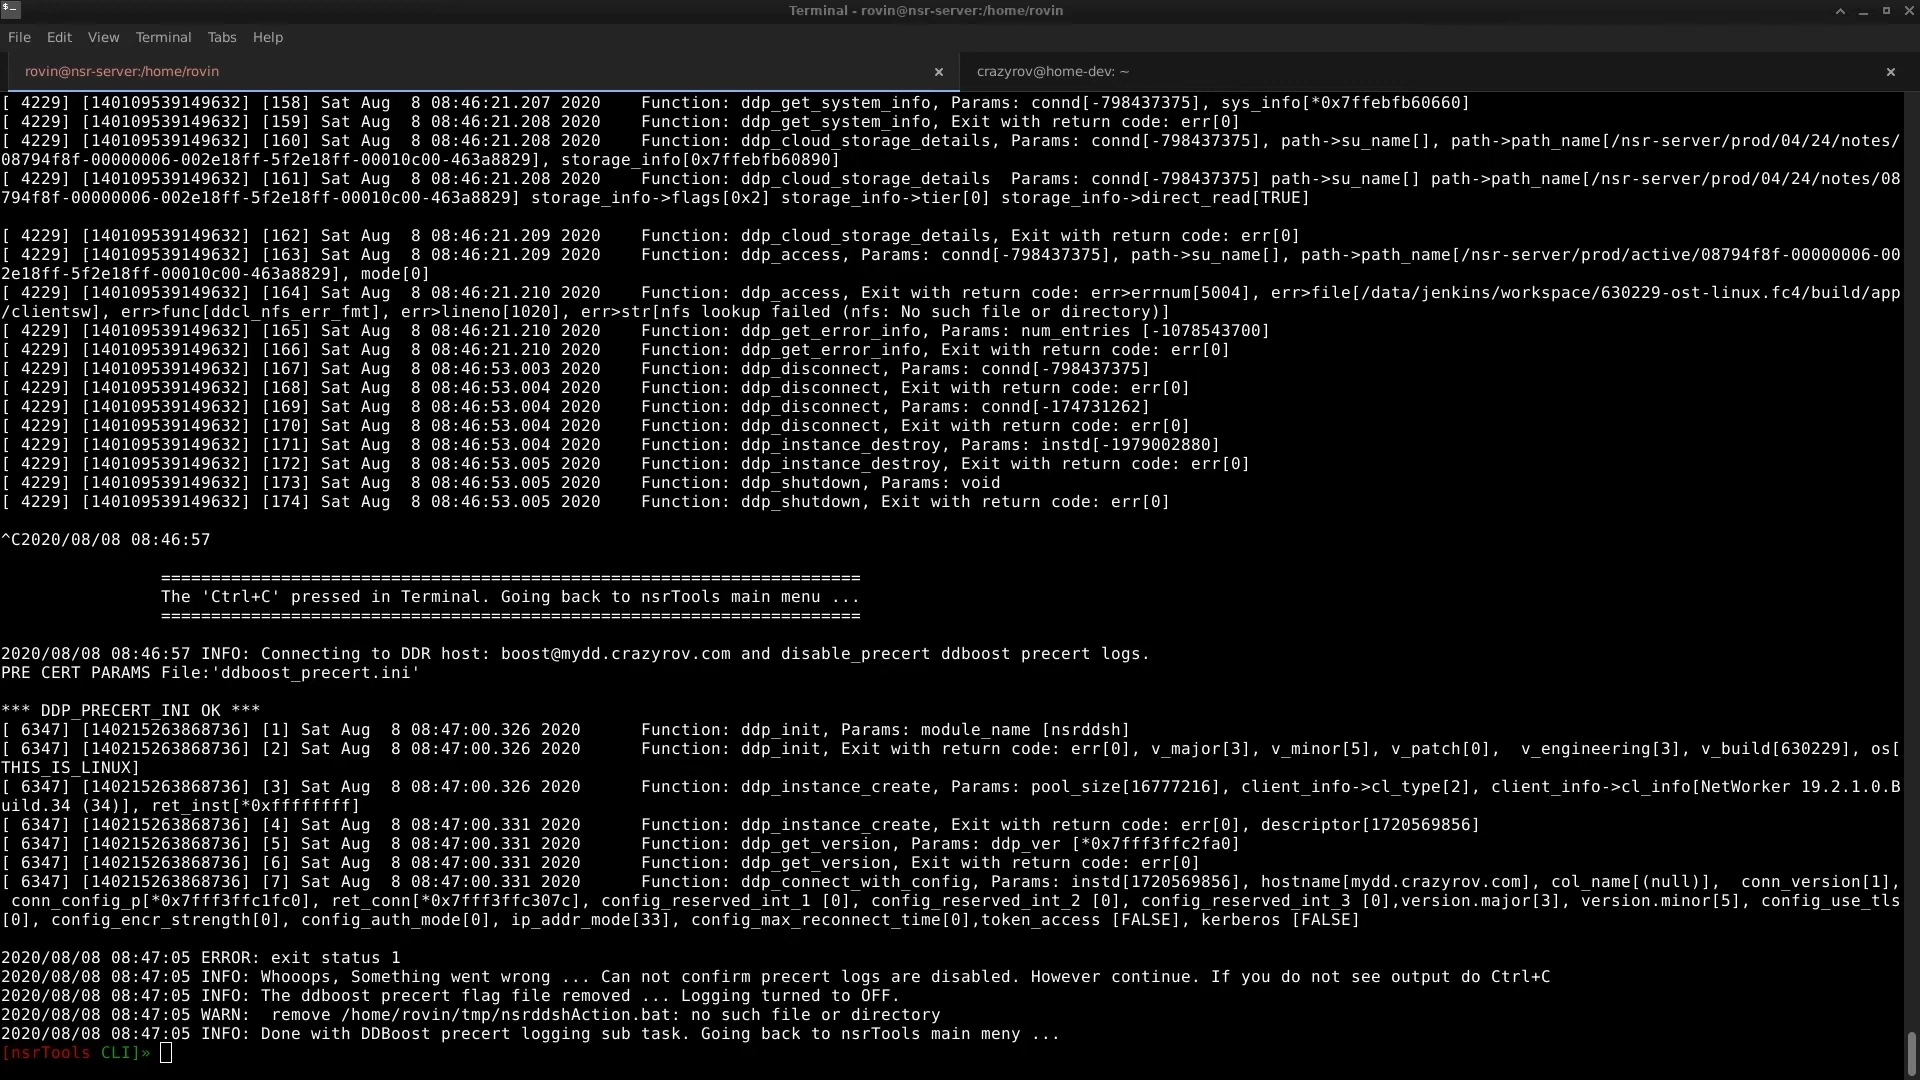 Terminal - rovin@nsr-server:/home/rovin
File Edit View Terminal Tabs Help
rovin@nsr-server:/home/rovin
crazyrov@home-dev: ~
[ 4229] [140109539149632] [158] Sat Aug  8 08:46:21.207 2020    Function: ddp_get_system_info, Params: connd[-798437375], sys_info[*0x7ffebfb60660]
[ 4229] [140109539149632] [159] Sat Aug  8 08:46:21.208 2020    Function: ddp_get_system_info, Exit with return code: err[0]
[ 4229] [140109539149632] [160] Sat Aug  8 08:46:21.208 2020    Function: ddp_cloud_storage_details, Params: connd[-798437375], path->su_name[], path->path_name[/nsr-server/prod/04/24/notes/
08794f8f-00000006-002e18ff-5f2e18ff-00010c00-463a8829], storage_info[0x7ffebfb60890]
[ 4229] [140109539149632] [161] Sat Aug  8 08:46:21.208 2020    Function: ddp_cloud_storage_details  Params: connd[-798437375] path->su_name[] path->path_name[/nsr-server/prod/04/24/notes/08
794f8f-00000006-002e18ff-5f2e18ff-00010c00-463a8829] storage_info->flags[0x2] storage_info->tier[0] storage_info->direct_read[TRUE]
[ 4229] [140109539149632] [162] Sat Aug  8 08:46:21.209 2020    Function: ddp_cloud_storage_details, Exit with return code: err[0]
[ 4229] [140109539149632] [163] Sat Aug  8 08:46:21.209 2020    Function: ddp_access, Params: connd[-798437375], path->su_name[], path->path_name[/nsr-server/prod/active/08794f8f-00000006-00
2e18ff-5f2e18ff-00010c00-463a8829], mode[0]
[ 4229] [140109539149632] [164] Sat Aug  8 08:46:21.210 2020    Function: ddp_access, Exit with return code: err>errnum[5004], err>file[/data/jenkins/workspace/630229-ost-linux.fc4/build/app
/clientsw], err>func[ddcl_nfs_err_fmt], err>lineno[1020], err>str[nfs lookup failed (nfs: No such file or directory)]
[ 4229] [140109539149632] [165] Sat Aug  8 08:46:21.210 2020    Function: ddp_get_error_info, Params: num_entries [-1078543700]
[ 4229] [140109539149632] [166] Sat Aug  8 08:46:21.210 2020    Function: ddp_get_error_info, Exit with return code: err[0]
[ 4229] [140109539149632] [167] Sat Aug  8 08:46:53.003 2020    Function: ddp_disconnect, Params: connd[-798437375]
[ 4229] [140109539149632] [168] Sat Aug  8 08:46:53.004 2020    Function: ddp_disconnect, Exit with return code: err[0]
[ 4229] [140109539149632] [169] Sat Aug  8 08:46:53.004 2020    Function: ddp_disconnect, Params: connd[-174731262]
[ 4229] [140109539149632] [170] Sat Aug  8 08:46:53.004 2020    Function: ddp_disconnect, Exit with return code: err[0]
[ 4229] [140109539149632] [171] Sat Aug  8 08:46:53.004 2020    Function: ddp_instance_destroy, Params: instd[-1979002880]
[ 4229] [140109539149632] [172] Sat Aug  8 08:46:53.005 2020    Function: ddp_instance_destroy, Exit with return code: err[0]
[ 4229] [140109539149632] [173] Sat Aug  8 08:46:53.005 2020    Function: ddp_shutdown, Params: void
[ 4229] [140109539149632] [174] Sat Aug  8 08:46:53.005 2020    Function: ddp_shutdown, Exit with return code: err[0]
^C2020/08/08 08:46:57
======================================================================
The 'Ctrl+C' pressed in Terminal. Going back to nsrTools main menu ...
======================================================================
2020/08/08 08:46:57 INFO: Connecting to DDR host: boost@mydd.crazyrov.com and disable_precert ddboost precert logs.
PRE CERT PARAMS File:'ddboost_precert.ini'
*** DDP_PRECERT_INI OK ***
[ 6347] [140215263868736] [1] Sat Aug  8 08:47:00.326 2020      Function: ddp_init, Params: module_name [nsrddsh]
[ 6347] [140215263868736] [2] Sat Aug  8 08:47:00.326 2020      Function: ddp_init, Exit with return code: err[0], v_major[3], v_minor[5], v_patch[0],  v_engineering[3], v_build[630229], os[
THIS_IS_LINUX]
[ 6347] [140215263868736] [3] Sat Aug  8 08:47:00.326 2020      Function: ddp_instance_create, Params: pool_size[16777216], client_info->cl_type[2], client_info->cl_info[NetWorker 19.2.1.0.B
uild.34 (34)], ret_inst[*0xffffffff]
[ 6347] [140215263868736] [4] Sat Aug  8 08:47:00.331 2020      Function: ddp_instance_create, Exit with return code: err[0], descriptor[1720569856]
[ 6347] [140215263868736] [5] Sat Aug  8 08:47:00.331 2020      Function: ddp_get_version, Params: ddp_ver [*0x7fff3ffc2fa0]
[ 6347] [140215263868736] [6] Sat Aug  8 08:47:00.331 2020      Function: ddp_get_version, Exit with return code: err[0]
[ 6347] [140215263868736] [7] Sat Aug  8 08:47:00.331 2020      Function: ddp_connect_with_config, Params: instd[1720569856], hostname[mydd.crazyrov.com], col_name[(null)],  conn_version[1],
 conn_config_p[*0x7fff3ffc1fc0], ret_conn[*0x7fff3ffc307c], config_reserved_int_1 [0], config_reserved_int_2 [0], config_reserved_int_3 [0],version.major[3], version.minor[5], config_use_tls
[0], config_encr_strength[0], config_auth_mode[0], ip_addr_mode[33], config_max_reconnect_time[0],token_access [FALSE], kerberos [FALSE]
2020/08/08 08:47:05 ERROR: exit status 1
2020/08/08 08:47:05 INFO: Whooops, Something went wrong ... Can not confirm precert logs are disabled. However continue. If you do not see output do Ctrl+C
2020/08/08 08:47:05 INFO: The ddboost precert flag file removed ... Logging turned to OFF.
2020/08/08 08:47:05 WARN:  remove /home/rovin/tmp/nsrddshAction.bat: no such file or directory
2020/08/08 08:47:05 INFO: Done with DDBoost precert logging sub task. Going back to nsrTools main meny ...
[nsrTools CLI]»